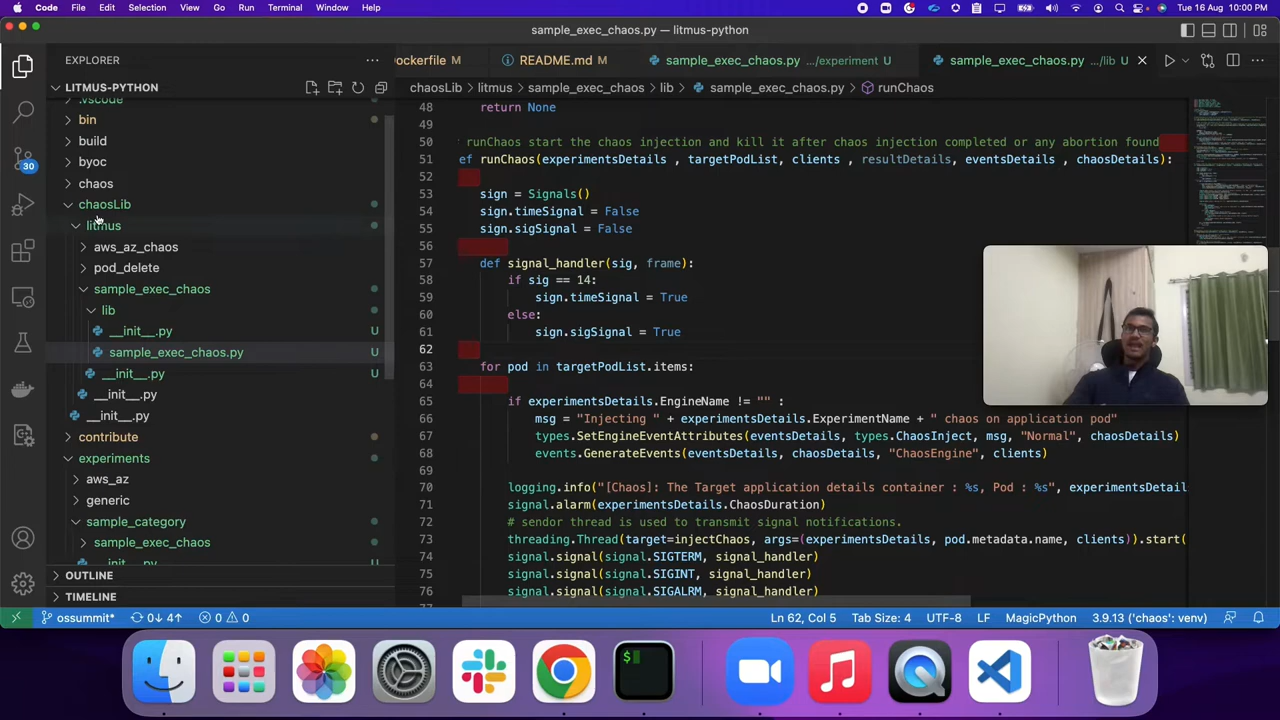 Code File Edit Selection View Go Run Terminal Window Help Tue 16 Aug 10:00 PM
sample_exec_chaos.py — litmus-python
EXPLORER
LITMUS-PYTHON
.vscode
bin
build
byoc
chaos
chaosLib
litmus
aws_az_chaos
pod_delete
sample_exec_chaos
lib
__init__.py U
sample_exec_chaos.py U
__init__.py U
__init__.py
__init__.py
contribute
experiments
aws_az
generic
sample_category
sample_exec_chaos
__init__.py
OUTLINE
TIMELINE
ockerfile M README.md M sample_exec_chaos.py .../experiment U sample_exec_chaos.py .../lib U
chaosLib litmus sample_exec_chaos lib sample_exec_chaos.py runChaos
48 return None
49
50 runChaos start the chaos injection and kill it after chaos injection completed or any abortion found
51 ef runChaos(experimentsDetails , targetPodList, clients , resultDetails, eventsDetails , chaosDetails):
52
53 sign = Signals()
54 sign.timeSignal = False
55 sign.sigSignal = False
56
57 def signal_handler(sig, frame):
58 if sig == 14:
59 sign.timeSignal = True
60 else:
61 sign.sigSignal = True
62
63 for pod in targetPodList.items:
64
65 if experimentsDetails.EngineName != "" :
66 msg = "Injecting " + experimentsDetails.ExperimentName + " chaos on application pod"
67 types.SetEngineEventAttributes(eventsDetails, types.ChaosInject, msg, "Normal", chaosDetails)
68 events.GenerateEvents(eventsDetails, chaosDetails, "ChaosEngine", clients)
69
70 logging.info("[Chaos]: The Target application details container : %s, Pod : %s", experimentsDetail
71 signal.alarm(experimentsDetails.ChaosDuration)
72 # sendor thread is used to transmit signal notifications.
73 threading.Thread(target=injectChaos, args=(experimentsDetails, pod.metadata.name, clients)).start(
74 signal.signal(signal.SIGTERM, signal_handler)
75 signal.signal(signal.SIGINT, signal_handler)
76 signal.signal(signal.SIGALRM, signal_handler)
30
ossummit* 0↓ 4↑ 0 0 Ln 62, Col 5 Tab Size: 4 UTF-8 LF MagicPython 3.9.13 ('chaos': venv)
$